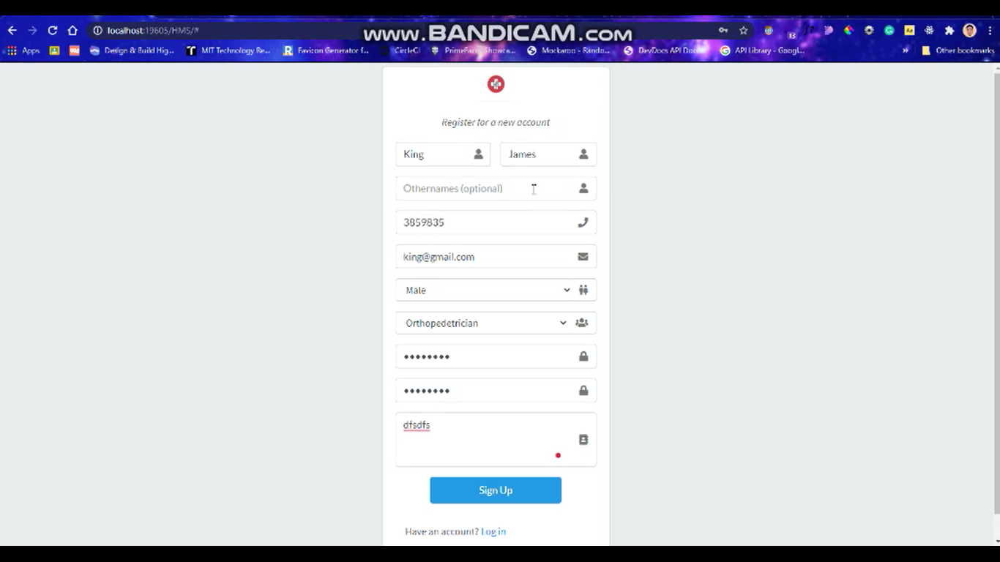 localhost:19605/HMS/#
www.BANDICAM.com
13
Apps
Design & Build Hig...
MIT Technology Re...
Favicon Generator f...
CircleCI
PrimeFaces Showca...
Mockaroo - Rando...
DevDocs API Docu...
API Library - Googl...
»
Other bookmarks
Register for a new account
King
James
Othernames (optional)
3859835
king@gmail.com
Male
Orthopedetrician
dfsdfs
Sign Up
Have an account? Log in